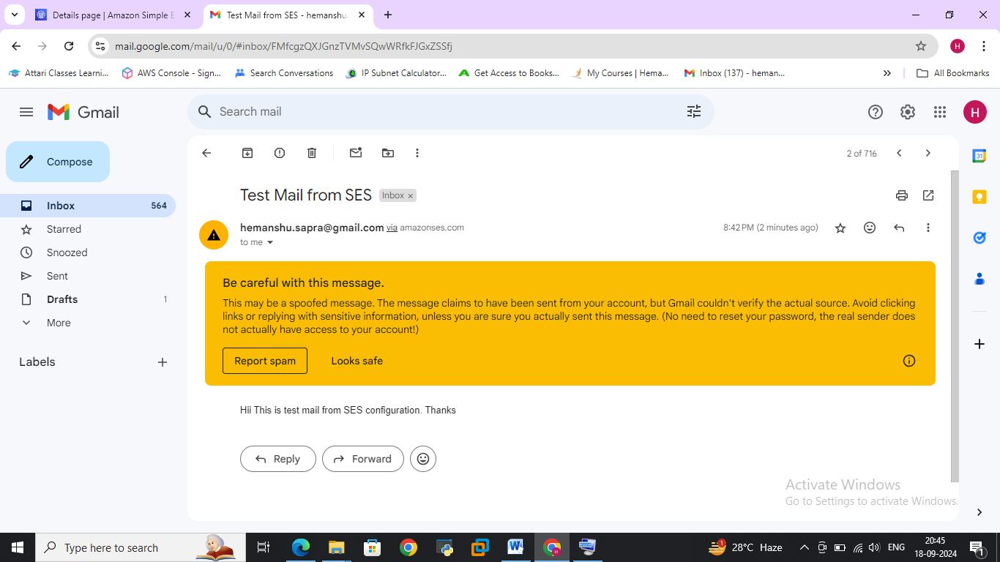 Details page | Amazon Simple E
Test Mail from SES - hemanshu.
mail.google.com/mail/u/0/#inbox/FMfcgzQXJGnzTVMvSQwWRfkFJGxZSSfj
H
Attari Classes Learni...
AWS Console - Sign...
Search Conversations
IP Subnet Calculator...
Get Access to Books...
My Courses | Hema...
Inbox (137) - heman...
All Bookmarks
Gmail
Search mail
H
Compose
2 of 716
31
Inbox 564
Starred
Snoozed
Sent
Drafts 1
More
Labels
Test Mail from SES Inbox x
hemanshu.sapra@gmail.com via amazonses.com
8:42 PM (2 minutes ago)
to me
Be careful with this message.
This may be a spoofed message. The message claims to have been sent from your account, but Gmail couldn't verify the actual source. Avoid clicking
links or replying with sensitive information, unless you are sure you actually sent this message. (No need to reset your password, the real sender does
not actually have access to your account!)
Report spam
Looks safe
Hii This is test mail from SES configuration. Thanks
Reply
Forward
Activate Windows
Go to Settings to activate Windows.
Type here to search
28°C Haze
ENG
20:45
18-09-2024
1